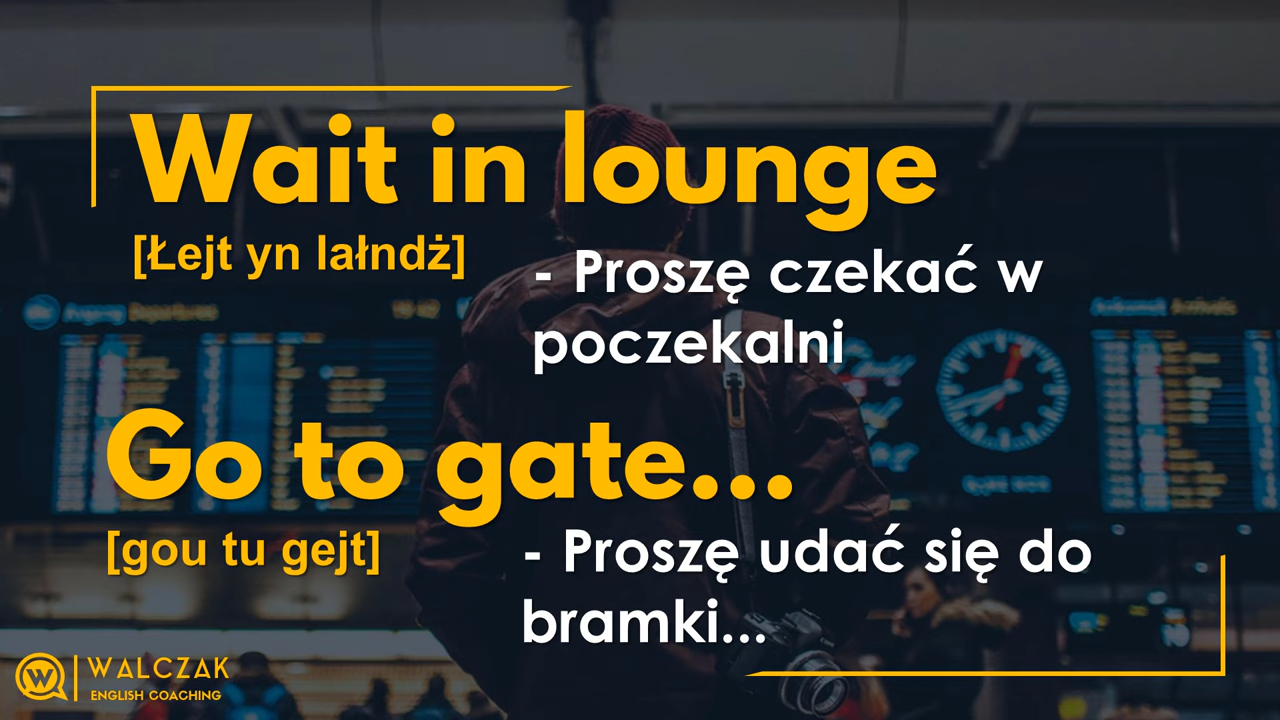 Wait in lounge
[Łejt yn lałndż]
- Proszę czekać w
poczekalni
Go to gate...
[gou tu gejt]
- Proszę udać się do
bramki...
W WALCZAK
ENGLISH COACHING